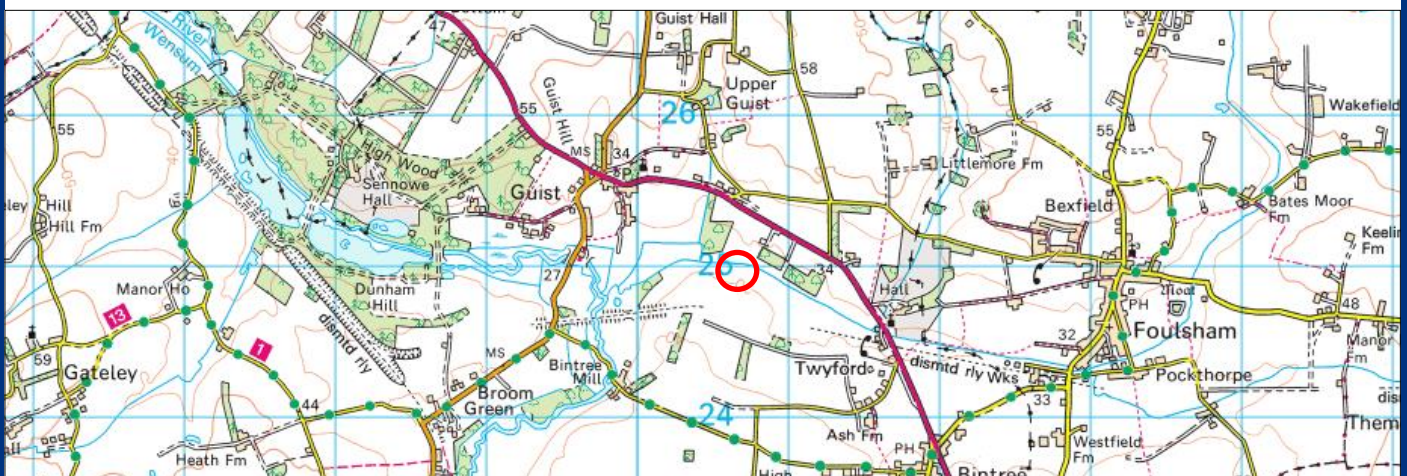 Guist Hall
47
River
Wensum
58
Upper
Guist
55
Guist Hill
26
55
Wakefield
55
MS
34
High Wood
Littlemore Fm
40
Sennowe
Hall
Guist
Bexfield
Bates Moor
Fm
Hill
Hill Fm
49
Keelin
Fm
25
34
27
Manor Ho
Dunham
Hill
Hall
Moat
48
13
PH
dismtd rly
32
Foulsham
Manor
Fm
59
1
MS
Gateley
Bintree
Mill
Twyford
dismtd rly
Wks
Pockthorpe
Broom
Green
33
24
44
Them
Ash Fm
Heath Fm
PH
Westfield
Fm
High
Bintree